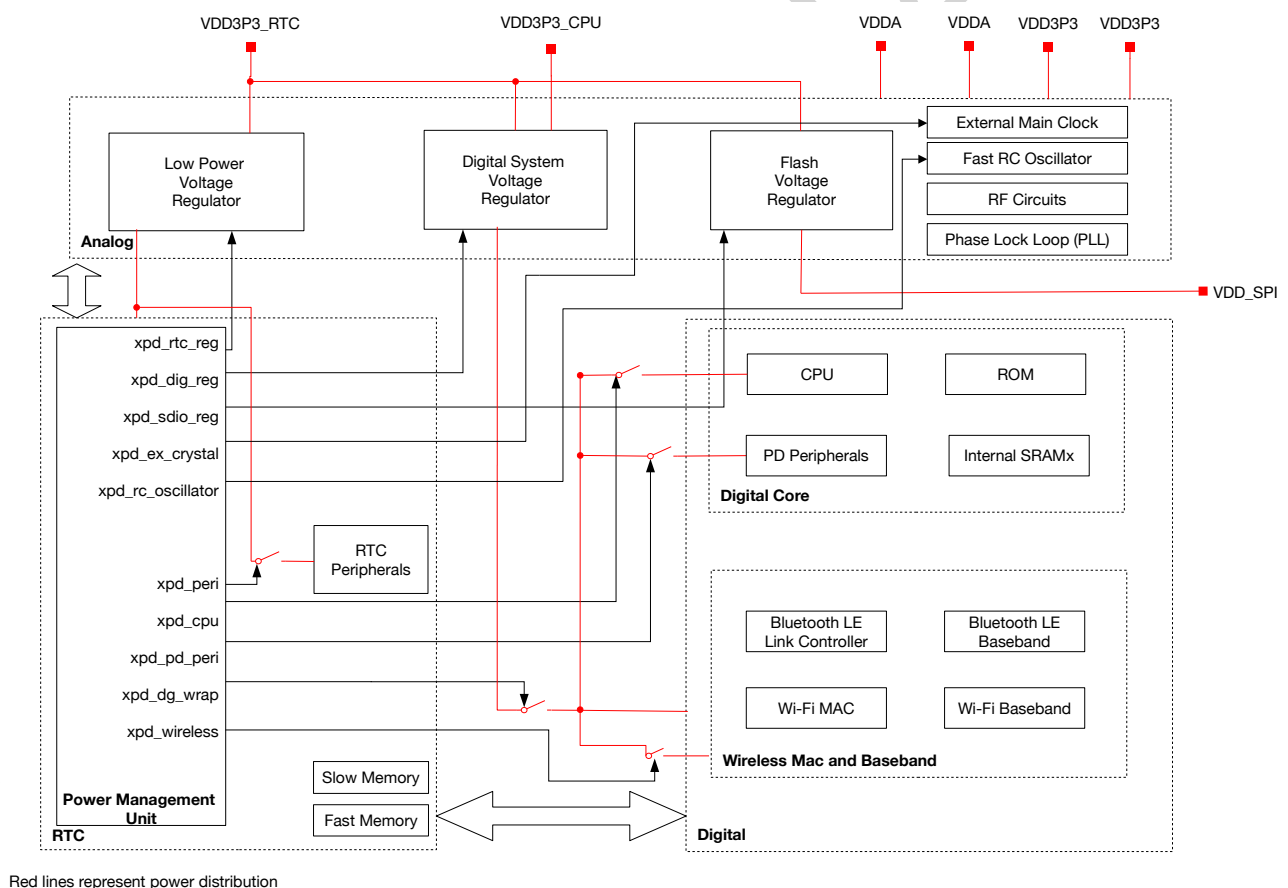 VDD3P3_RTC
VDD3P3_CPU
VDDA
VDDA
VDD3P3
VDD3P3
Low Power
Voltage
Regulator
Digital System
Voltage
Regulator
Flash
Voltage
Regulator
External Main Clock
Fast RC Oscillator
RF Circuits
Phase Lock Loop (PLL)
Analog
VDD_SPI
xpd_rtc_reg
xpd_dig_reg
xpd_sdio_reg
xpd_ex_crystal
xpd_rc_oscillator
xpd_peri
xpd_cpu
xpd_pd_peri
xpd_dg_wrap
xpd_wireless
Power Management
Unit
RTC
Peripherals
Slow Memory
Fast Memory
RTC
CPU
ROM
PD Peripherals
Internal SRAMx
Digital Core
Bluetooth LE
Link Controller
Bluetooth LE
Baseband
Wi-Fi MAC
Wi-Fi Baseband
Wireless Mac and Baseband
Digital
Red lines represent power distribution